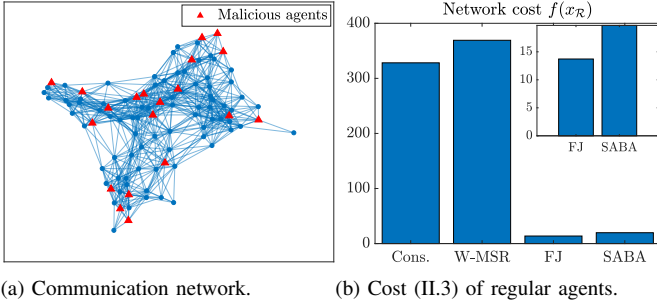 Malicious agents
(a) Communication network.
Network cost f(x_R)
400
300
200
100
0
Cons.
W-MSR
FJ
SABA
15
10
5
0
FJ
SABA
(b) Cost (II.3) of regular agents.